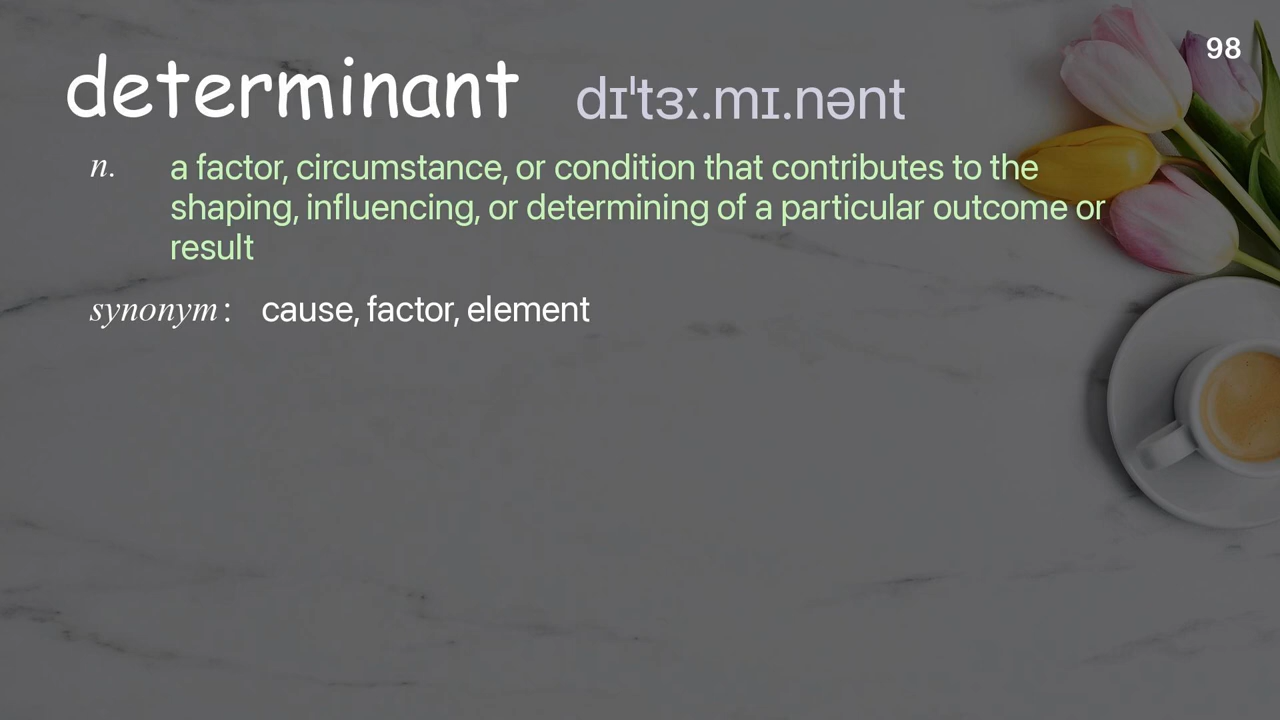 98
determinant dɪˈtɜː.mɪ.nənt
n. a factor, circumstance, or condition that contributes to the
shaping, influencing, or determining of a particular outcome or
result
synonym: cause, factor, element